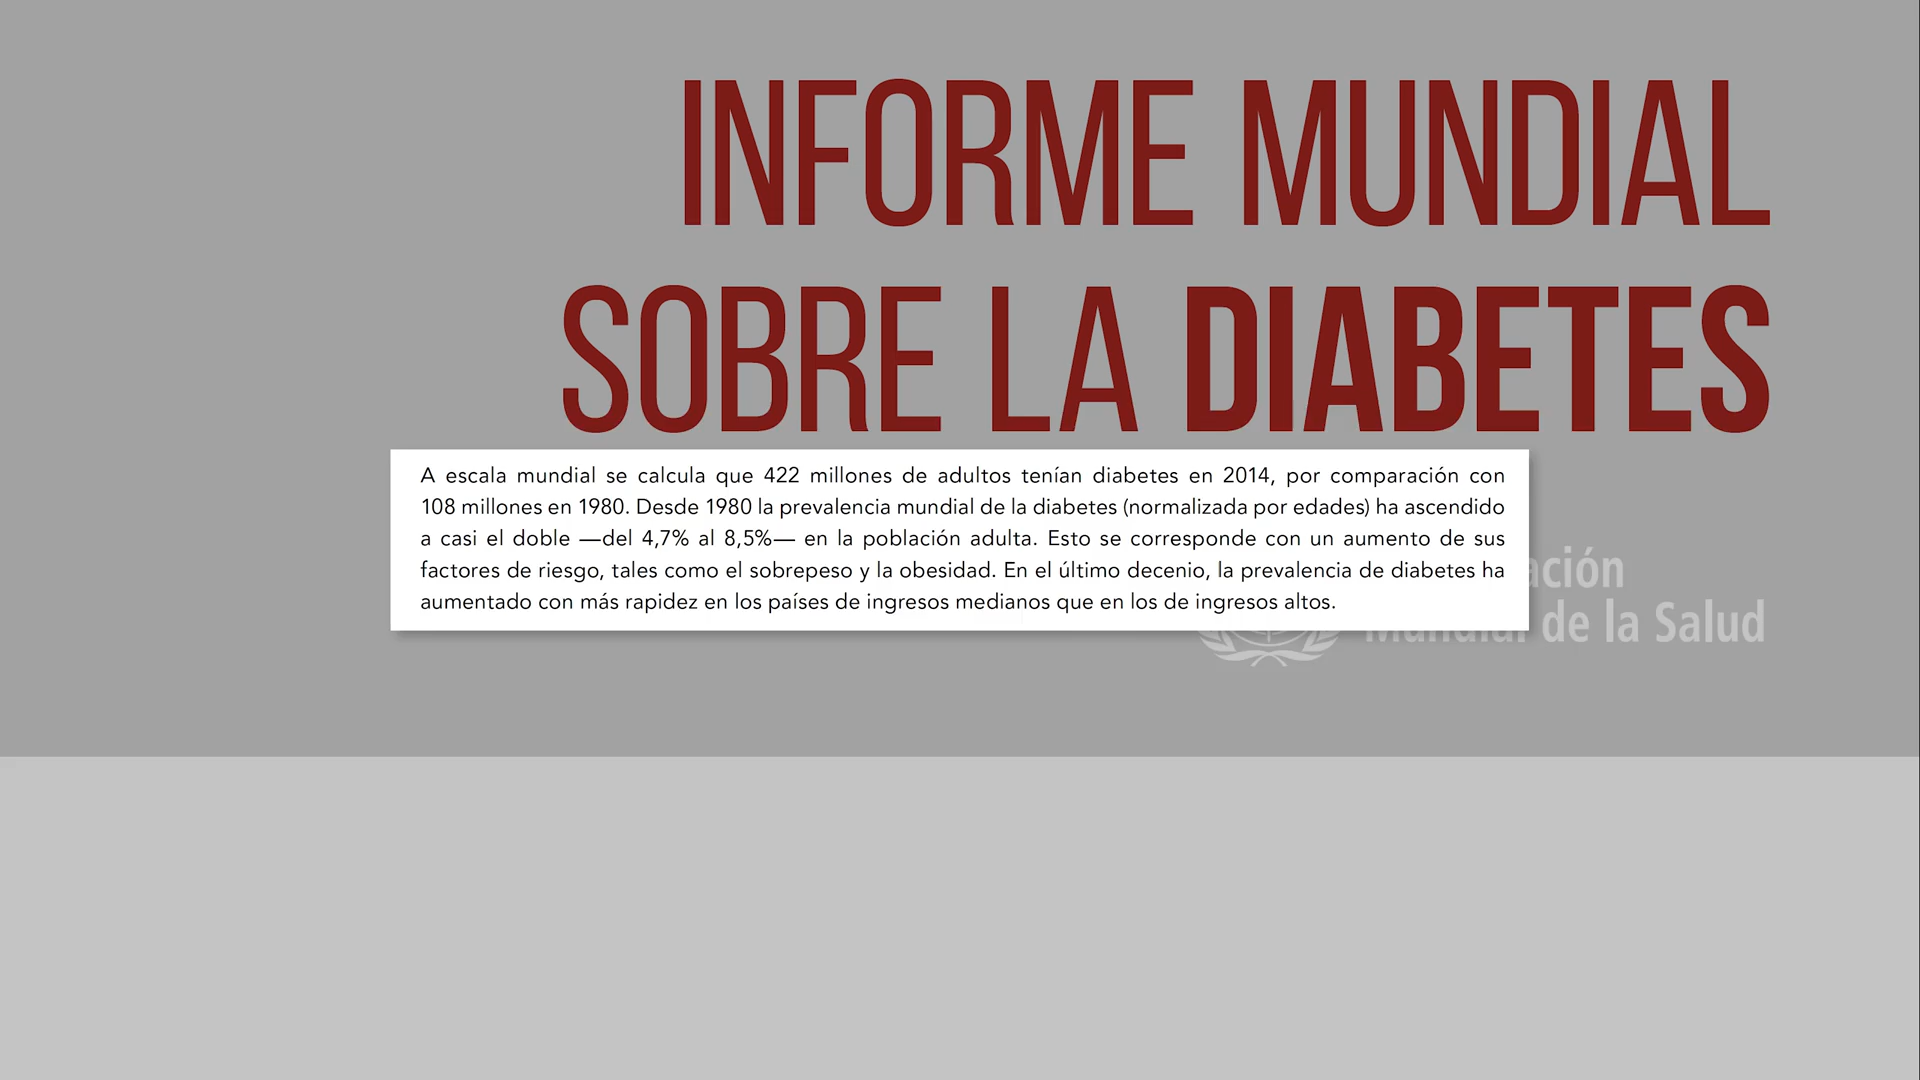 INFORME MUNDIAL
SOBRE LA DIABETES
A escala mundial se calcula que 422 millones de adultos tenían diabetes en 2014, por comparación con
108 millones en 1980. Desde 1980 la prevalencia mundial de la diabetes (normalizada por edades) ha ascendido
a casi el doble —del 4,7% al 8,5%— en la población adulta. Esto se corresponde con un aumento de sus
factores de riesgo, tales como el sobrepeso y la obesidad. En el último decenio, la prevalencia de diabetes ha
aumentado con más rapidez en los países de ingresos medianos que en los de ingresos altos.
Mundial de la Salud